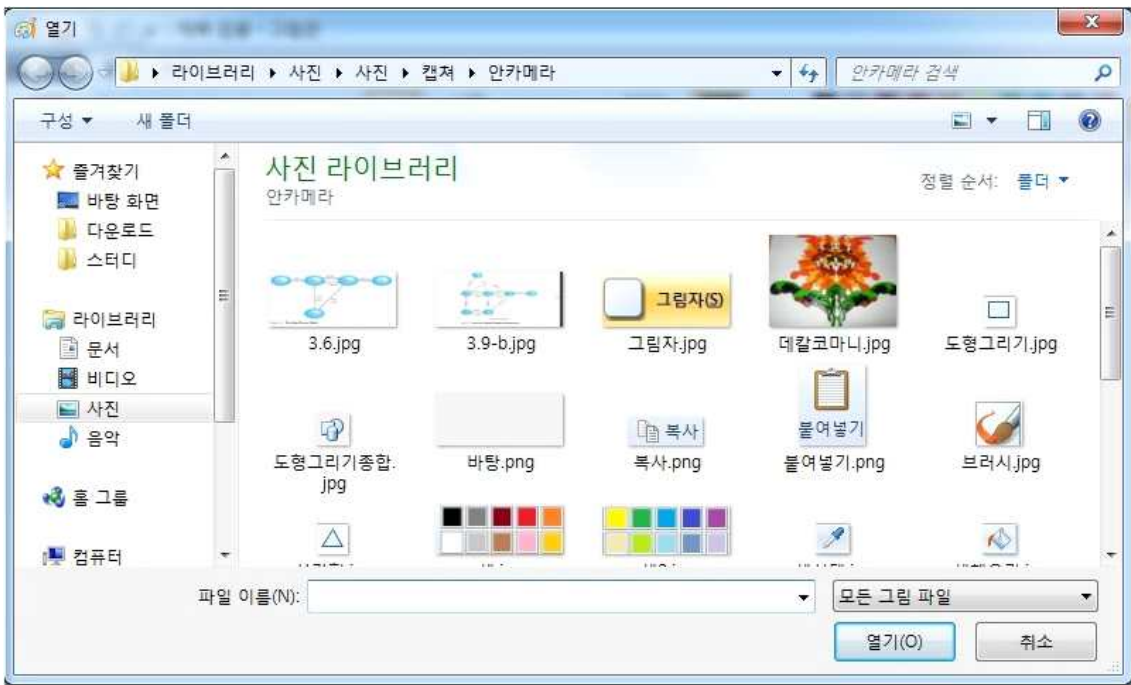 열기
라이브러리 ▶ 사진 ▶ 사진 ▶ 캡쳐 ▶ 안카메라
안카메라 검색
구성 새 폴더
즐겨찾기
바탕 화면
다운로드
스터디
라이브러리
문서
비디오
사진
음악
홈 그룹
컴퓨터
사진 라이브러리
안카메라
정렬 순서: 폴더
그림자(S)
3.6.jpg 3.9-b.jpg 그림자.jpg 데칼코마니.jpg 도형그리기.jpg
복사
붙여넣기
도형그리기종합.jpg 바탕.png 복사.png 붙여넣기.png 브러시.jpg
파일 이름(N):
모든 그림 파일
열기(O) 취소